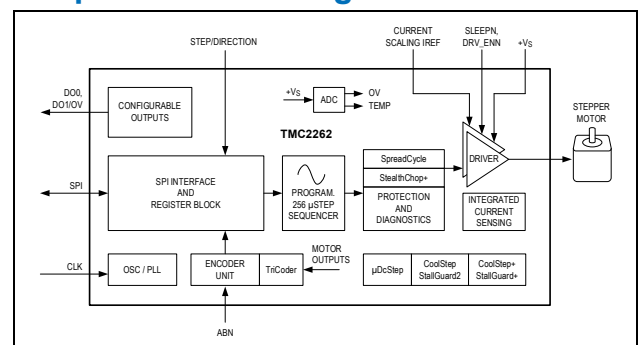 CURRENT
SCALING IREF
SLEEPN,
DRV_ENN
+VS
STEP/DIRECTION
DO0,
DO1/OV
CONFIGURABLE
OUTPUTS
+VS
ADC
OV
TEMP
TMC2262
STEPPER
MOTOR
DRIVER
SPI
SPI INTERFACE
AND
REGISTER BLOCK
PROGRAM.
256 µSTEP
SEQUENCER
SpreadCycle
StealthChop+
PROTECTION
AND
DIAGNOSTICS
INTEGRATED
CURRENT
SENSING
CLK
OSC / PLL
ENCODER
UNIT
TriCoder
MOTOR
OUTPUTS
µDcStep
CoolStep
StallGuard2
CoolStep+
StallGuard+
ABN